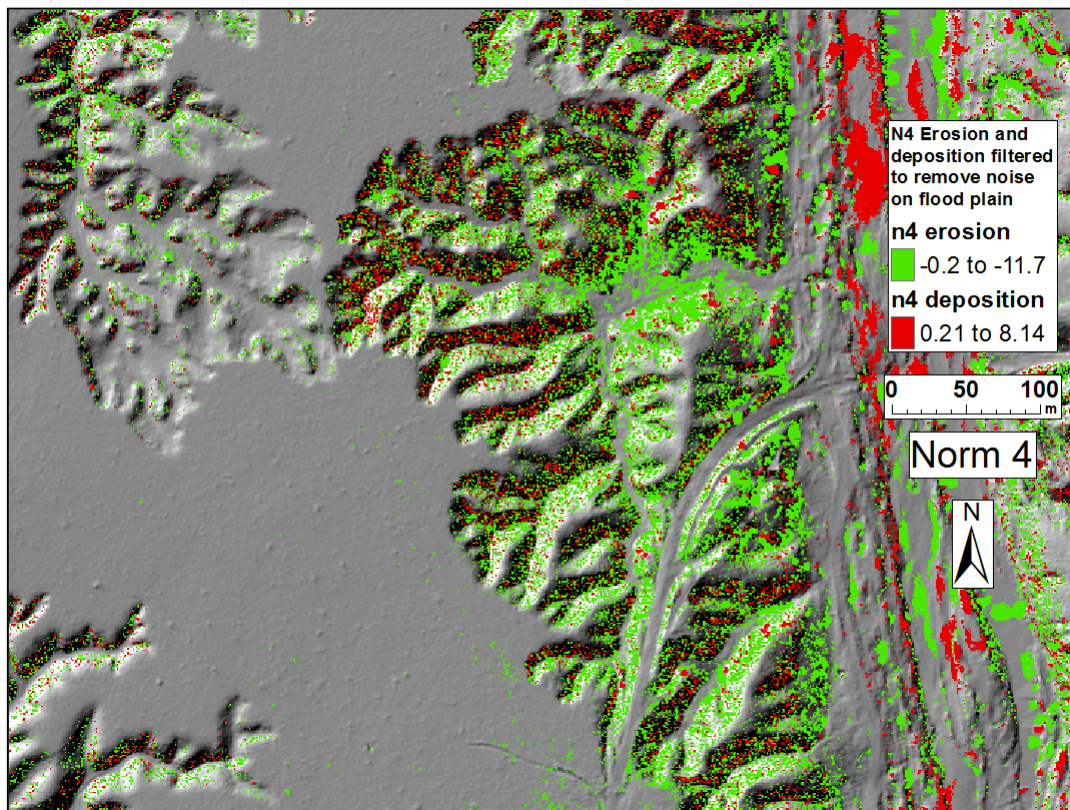 N4 Erosion and
deposition filtered
to remove noise
on flood plain
n4 erosion
-0.2 to -11.7
n4 deposition
0.21 to 8.14
0 50 100
m
Norm 4
N